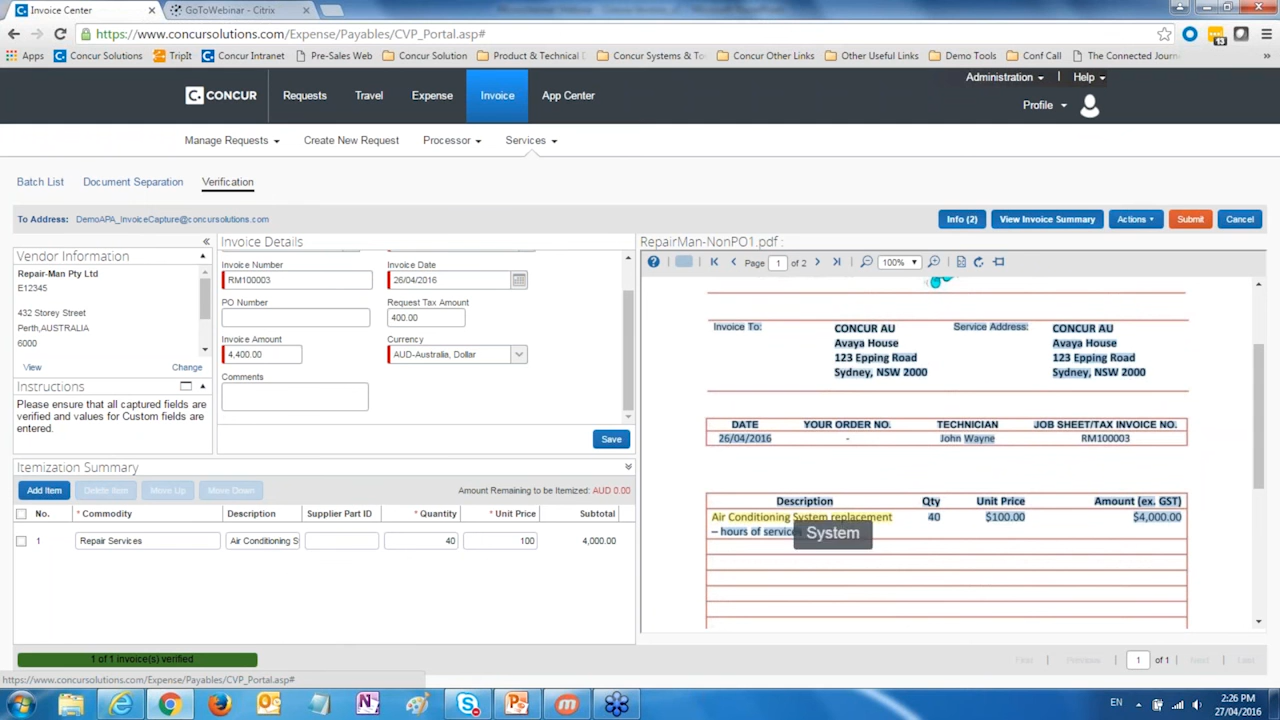 Invoice Center
GoToWebinar - Citrix
https://www.concursolutions.com/Expense/Payables/CVP_Portal.asp#
Apps
Concur Solutions
TripIt
Concur Intranet
Pre-Sales Web
Concur Solution
Product & Technical D
Concur Systems & To
Concur Other Links
Other Useful Links
Demo Tools
Conf Call
The Connected Journe
»
Administration
Help
C. CONCUR
Requests
Travel
Expense
Invoice
App Center
Profile
Manage Requests
Create New Request
Processor
Services
Batch List
Document Separation
Verification
To Address: DemoAPA_InvoiceCapture@concursolutions.com
Info (2)
View Invoice Summary
Actions
Submit
Cancel
Vendor Information
Repair-Man Pty Ltd
E12345
432 Storey Street
Perth,AUSTRALIA
6000
View
Change
Instructions
Please ensure that all captured fields are
verified and values for Custom fields are
entered.
Invoice Details
Invoice Number
Invoice Date
RM100003
26/04/2016
PO Number
Request Tax Amount
400.00
Invoice Amount
Currency
4,400.00
AUD-Australia, Dollar
Comments
Save
Itemization Summary
Add Item
Delete Item
Move Up
Move Down
Amount Remaining to be Itemized: AUD 0.00
No.
* Commodity
Description
Supplier Part ID
* Quantity
* Unit Price
Subtotal
1
Repair Services
Air Conditioning S
40
100
4,000.00
1 of 1 invoice(s) verified
https://www.concursolutions.com/Expense/Payables/CVP_Portal.asp#
RepairMan-NonPO1.pdf :
Page 1 of 2
100%
Invoice To:
CONCUR AU
Avaya House
123 Epping Road
Sydney, NSW 2000
Service Address:
CONCUR AU
Avaya House
123 Epping Road
Sydney, NSW 2000
DATE
YOUR ORDER NO.
TECHNICIAN
JOB SHEET/TAX INVOICE NO.
26/04/2016
-
John Wayne
RM100003
Description
Qty
Unit Price
Amount (ex. GST)
Air Conditioning System replacement
40
$100.00
$4,000.00
– hours of service
System
First
Previous
1 of 1
Next
Last
EN
2:26 PM
27/04/2016